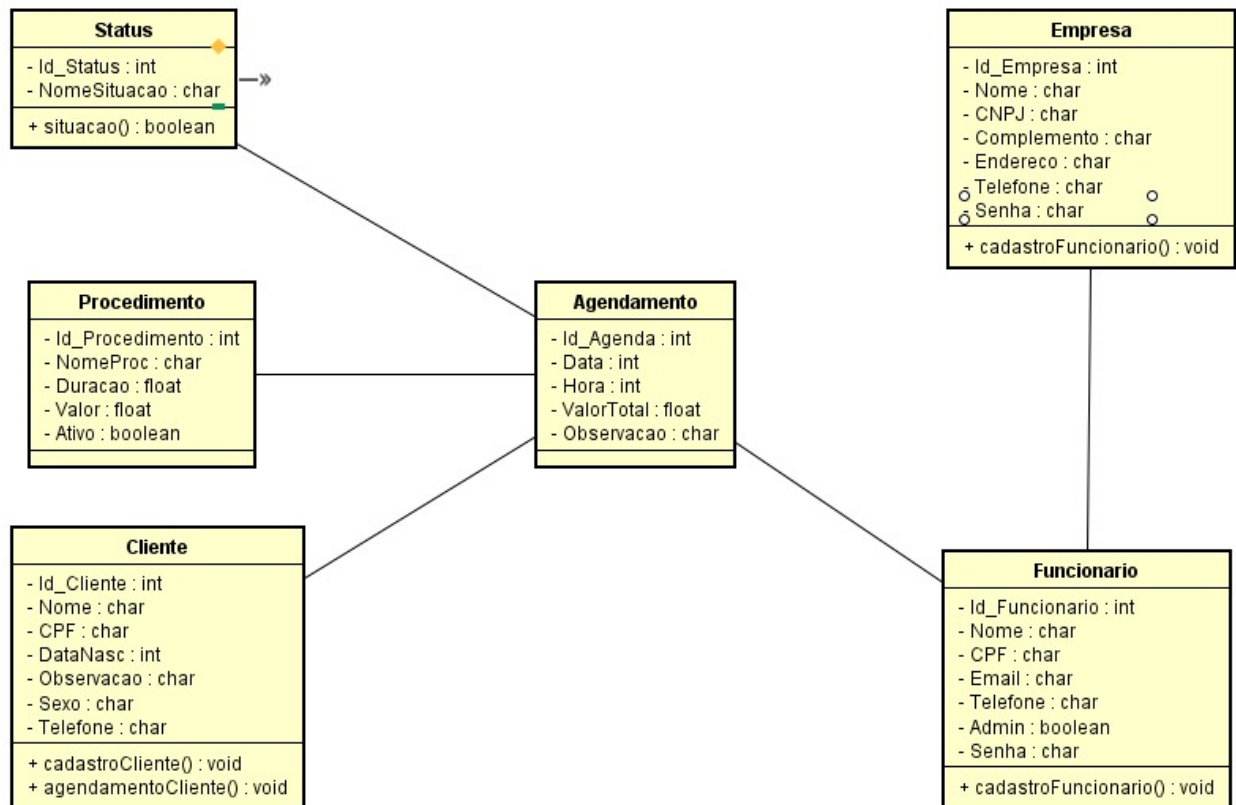 Status
- Id_Status : int
- NomeSituacao : char
+ situacao() : boolean
Empresa
- Id_Empresa : int
- Nome : char
- CNPJ : char
- Complemento : char
- Endereco : char
- Telefone : char
- Senha : char
+ cadastroFuncionario() : void
Procedimento
- Id_Procedimento : int
- NomeProc : char
- Duracao : float
- Valor : float
- Ativo : boolean
Agendamento
- Id_Agenda : int
- Data : int
- Hora : int
- ValorTotal : float
- Observacao : char
Cliente
- Id_Cliente : int
- Nome : char
- CPF : char
- DataNasc : int
- Observacao : char
- Sexo : char
- Telefone : char
+ cadastroCliente() : void
+ agendamentoCliente() : void
Funcionario
- Id_Funcionario : int
- Nome : char
- CPF : char
- Email : char
- Telefone : char
- Admin : boolean
- Senha : char
+ cadastroFuncionario() : void